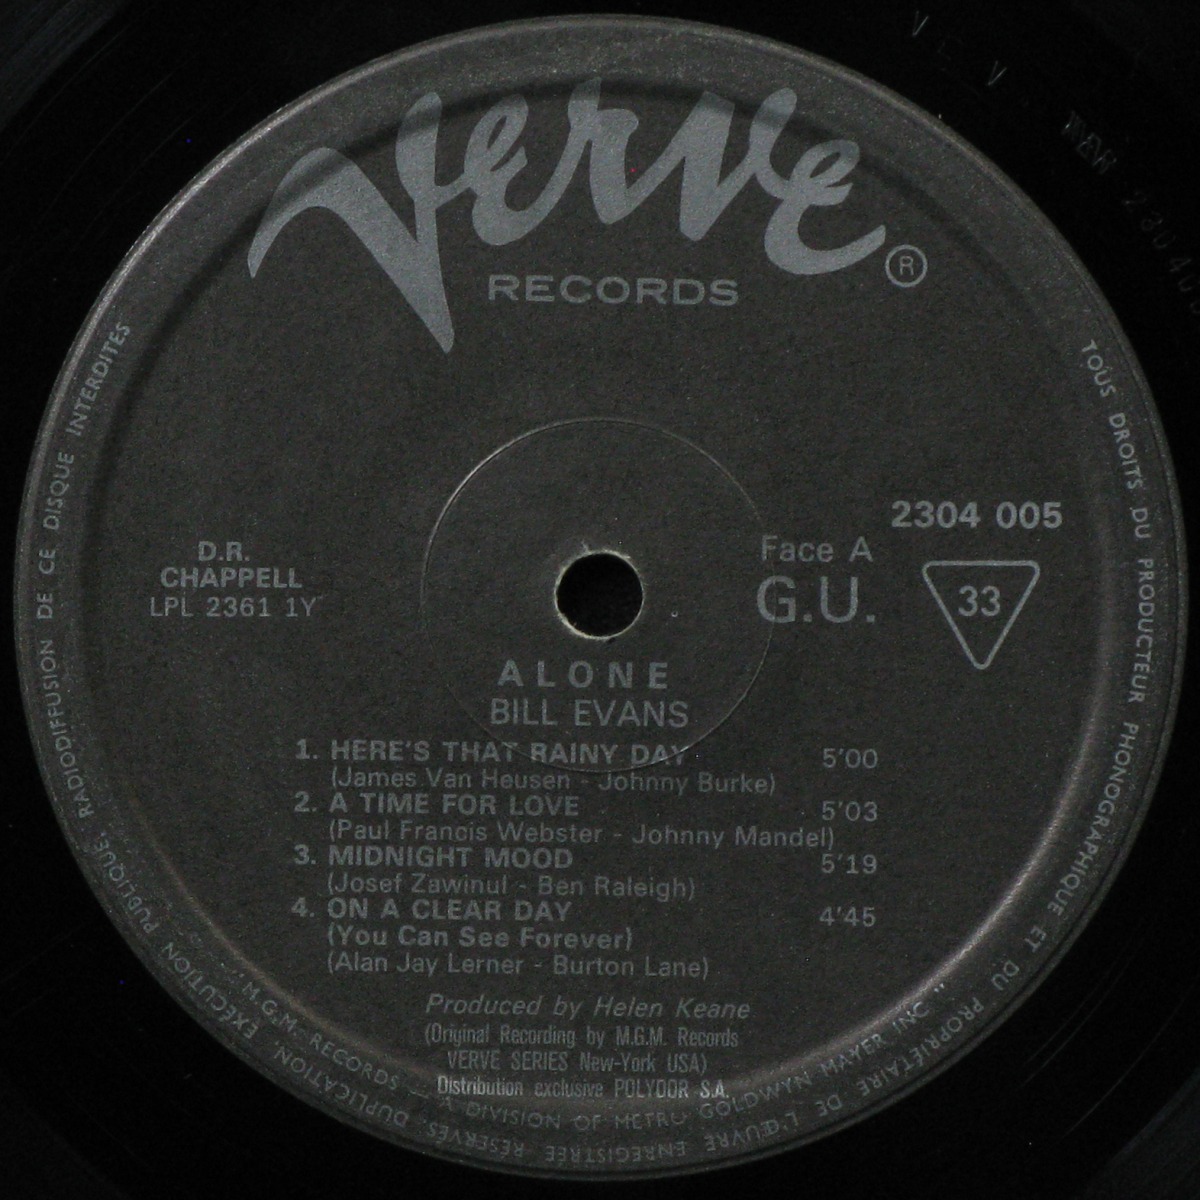 Verve
®
RECORDS
2304 005
D.R.
CHAPPELL
LPL 2361 1Y
Face A
G.U.
33
ALONE
BILL EVANS
1. HERE'S THAT RAINY DAY 5'00
(James Van Heusen - Johnny Burke)
2. A TIME FOR LOVE 5'03
(Paul Francis Webster - Johnny Mandel)
3. MIDNIGHT MOOD 5'19
(Josef Zawinul - Ben Raleigh)
4. ON A CLEAR DAY 4'45
(You Can See Forever)
(Alan Jay Lerner - Burton Lane)
Produced by Helen Keane
(Original Recording by M.G.M. Records
VERVE SERIES New-York USA)
Distribution exclusive POLYDOR S.A.
"M.G.M. RECORDS - A DIVISION OF METRO GOLDWYN MAYER INC"
TOUS DROITS DU PRODUCTEUR PHONOGRAPHIQUE ET DU PROPRIÉTAIRE DE L'ŒUVRE ENREGISTRÉE RÉSERVÉS. DUPLICATION, EXÉCUTION PUBLIQUE, RADIODIFFUSION DE CE DISQUE INTERDITES